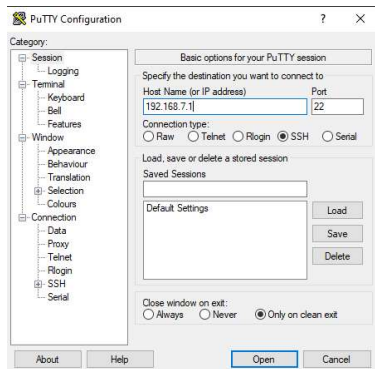 PuTTY Configuration
? ×
Category:
Session
Logging
Terminal
Keyboard
Bell
Features
Window
Appearance
Behaviour
Translation
Selection
Colours
Connection
Data
Proxy
Telnet
Rlogin
SSH
Serial
Basic options for your PuTTY session
Specify the destination you want to connect to
Host Name (or IP address) Port
192.168.7.1 22
Connection type:
Raw Telnet Rlogin SSH Serial
Load, save or delete a stored session
Saved Sessions
Default Settings
Load
Save
Delete
Close window on exit:
Always Never Only on clean exit
About Help Open Cancel